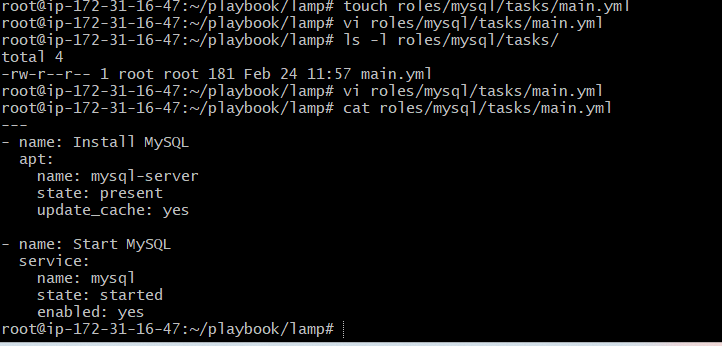 root@ip-172-31-16-47:~/playbook/lamp# touch roles/mysql/tasks/main.yml
root@ip-172-31-16-47:~/playbook/lamp# vi roles/mysql/tasks/main.yml
root@ip-172-31-16-47:~/playbook/lamp# ls -l roles/mysql/tasks/
total 4
-rw-r--r-- 1 root root 181 Feb 24 11:57 main.yml
root@ip-172-31-16-47:~/playbook/lamp# vi roles/mysql/tasks/main.yml
root@ip-172-31-16-47:~/playbook/lamp# cat roles/mysql/tasks/main.yml
---
- name: Install MySQL
  apt:
    name: mysql-server
    state: present
    update_cache: yes

- name: Start MySQL
  service:
    name: mysql
    state: started
    enabled: yes
root@ip-172-31-16-47:~/playbook/lamp#